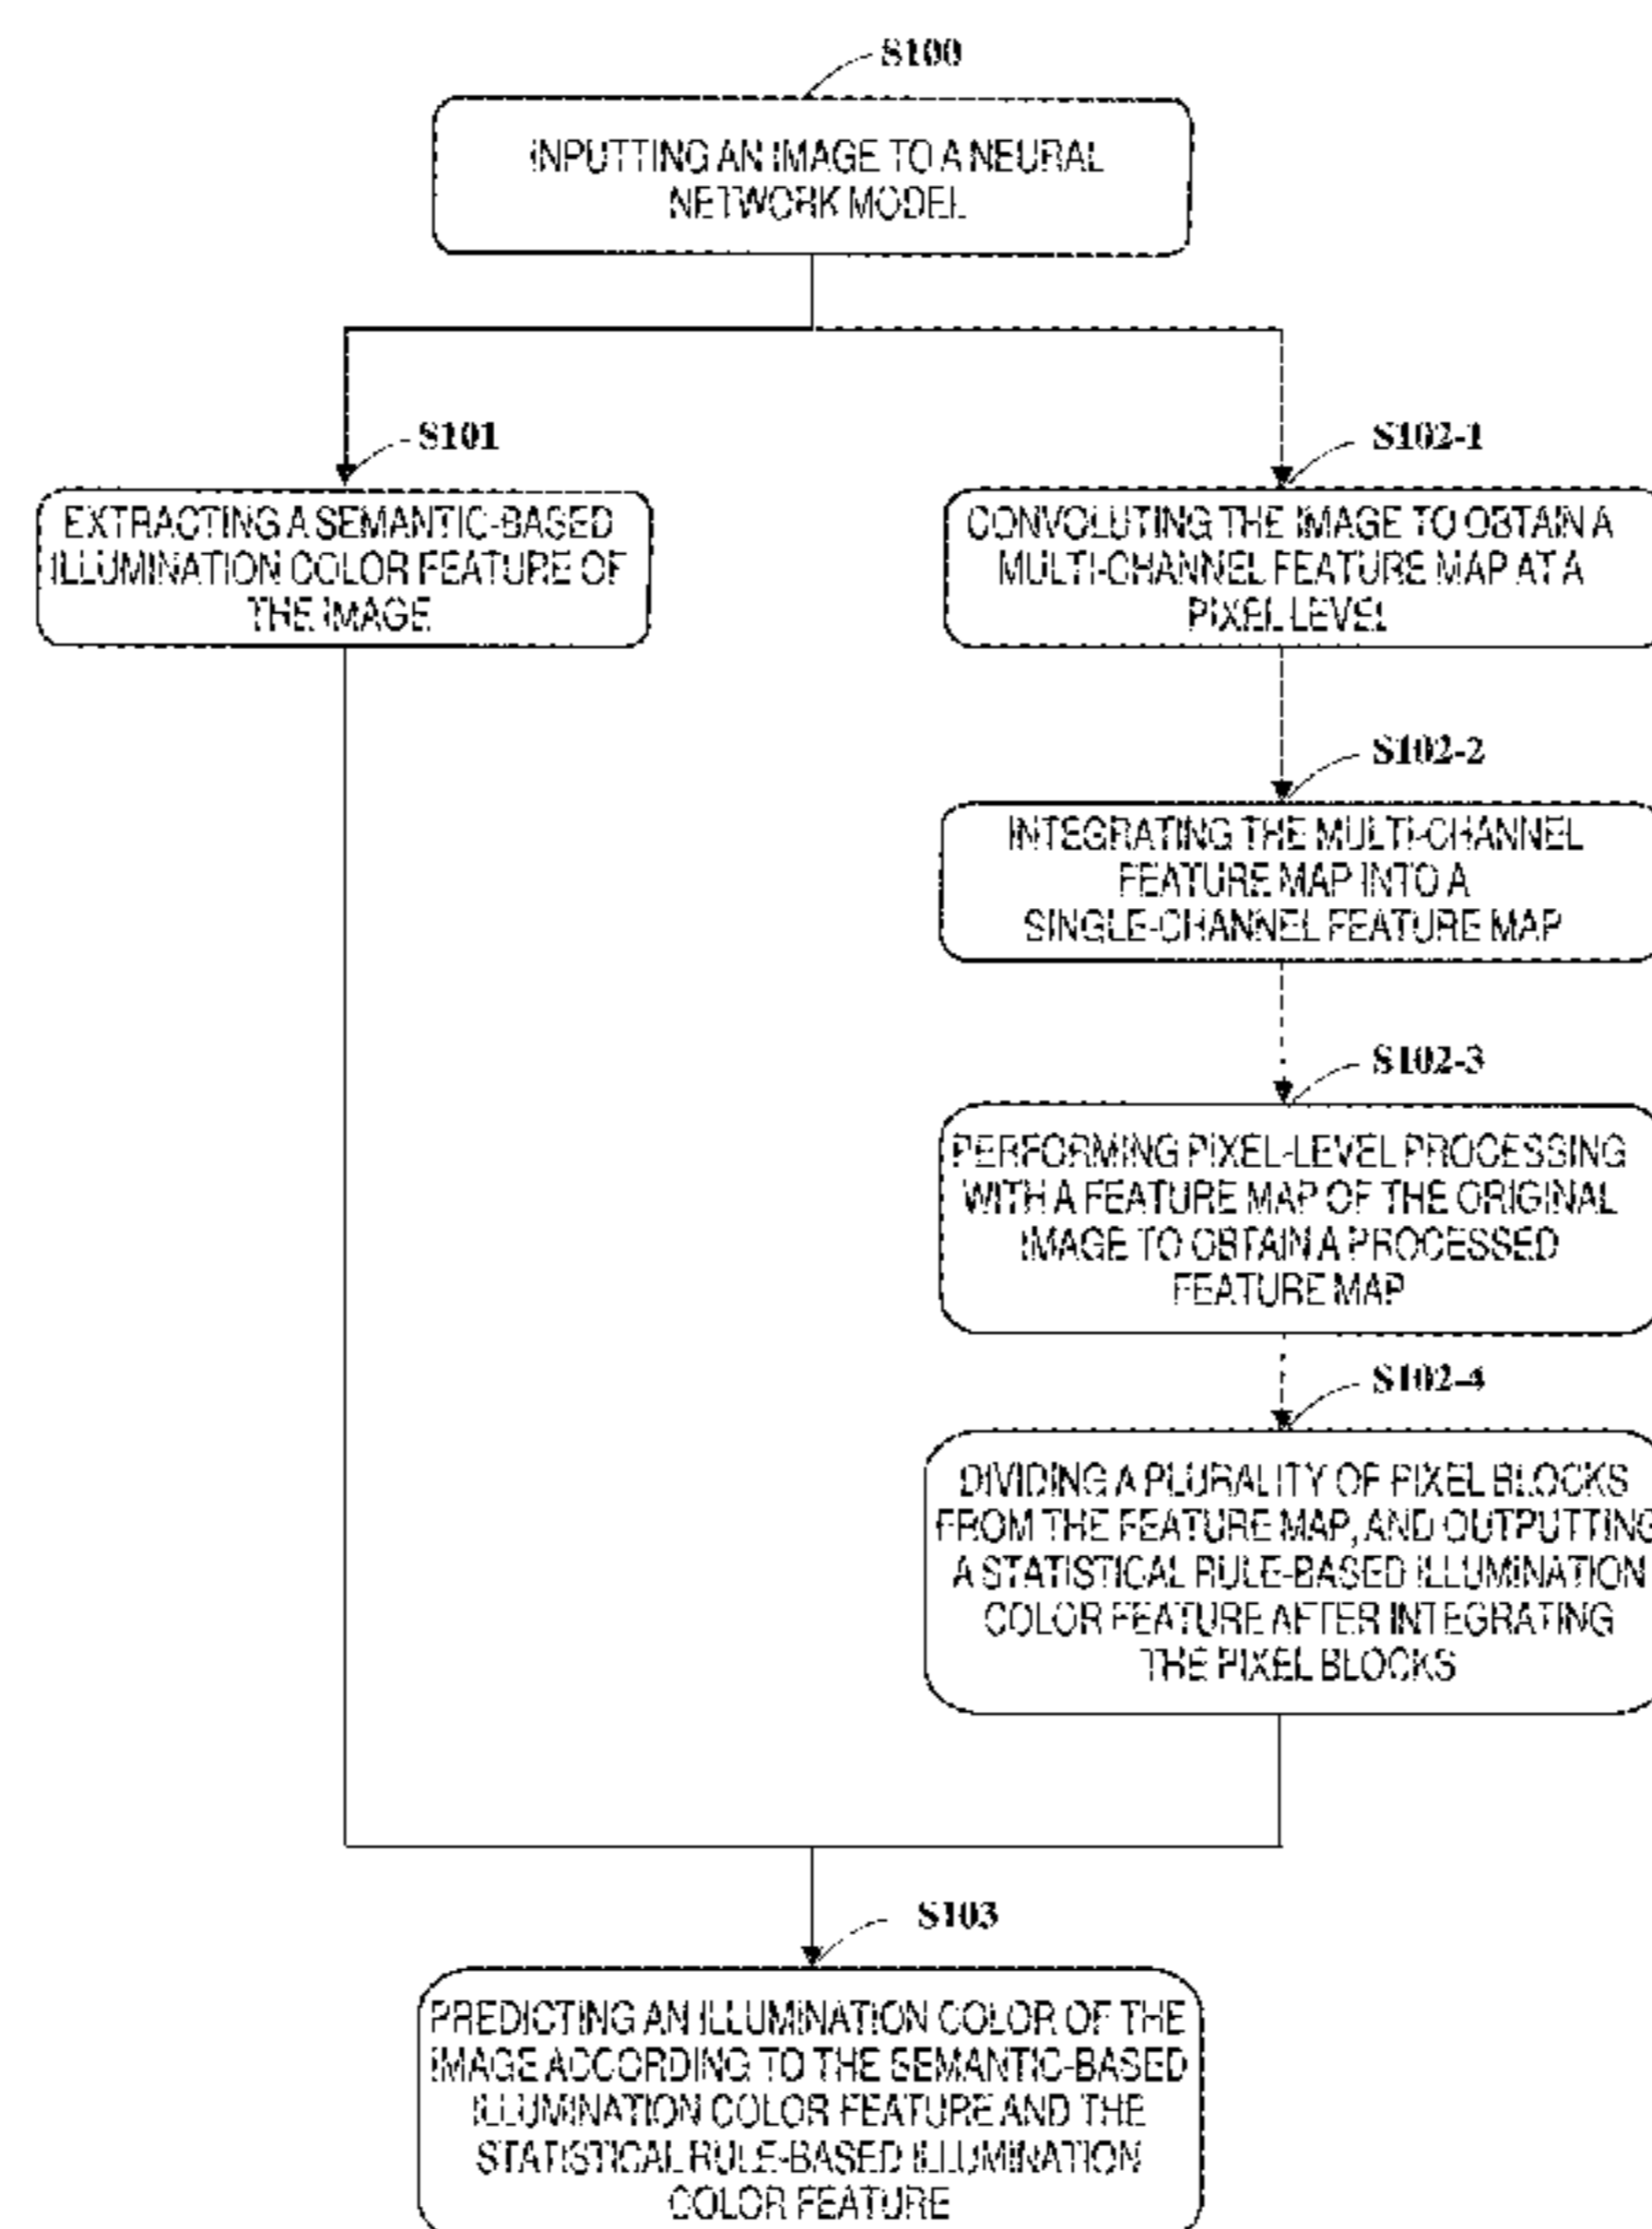 S100
INPUTTING AN IMAGE TO A NEURAL
NETWORK MODEL
S101
EXTRACTING A SEMANTIC-BASED
ILLUMINATION COLOR FEATURE OF
THE IMAGE
S102-1
CONVOLUTING THE IMAGE TO OBTAIN A
MULTI-CHANNEL FEATURE MAP AT A
PIXEL LEVEL
S102-2
INTEGRATING THE MULTI-CHANNEL
FEATURE MAP INTO A
SINGLE-CHANNEL FEATURE MAP
S102-3
PERFORMING PIXEL-LEVEL PROCESSING
WITH A FEATURE MAP OF THE ORIGINAL
IMAGE TO OBTAIN A PROCESSED
FEATURE MAP
S102-4
DIVIDING A PLURALITY OF PIXEL BLOCKS
FROM THE FEATURE MAP, AND OUTPUTTING
A STATISTICAL RULE-BASED ILLUMINATION
COLOR FEATURE AFTER INTEGRATING
THE PIXEL BLOCKS
S103
PREDICTING AN ILLUMINATION COLOR OF THE
IMAGE ACCORDING TO THE SEMANTIC-BASED
ILLUMINATION COLOR FEATURE AND THE
STATISTICAL RULE-BASED ILLUMINATION
COLOR FEATURE